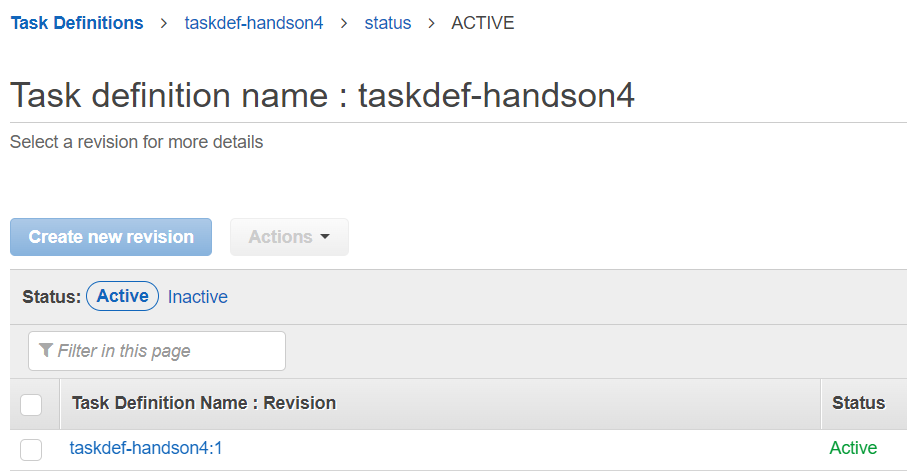 Task Definitions > taskdef-handson4 > status > ACTIVE
Task definition name : taskdef-handson4
Select a revision for more details
Create new revision Actions
Status: Active Inactive
Filter in this page
Task Definition Name : Revision Status
taskdef-handson4:1 Active